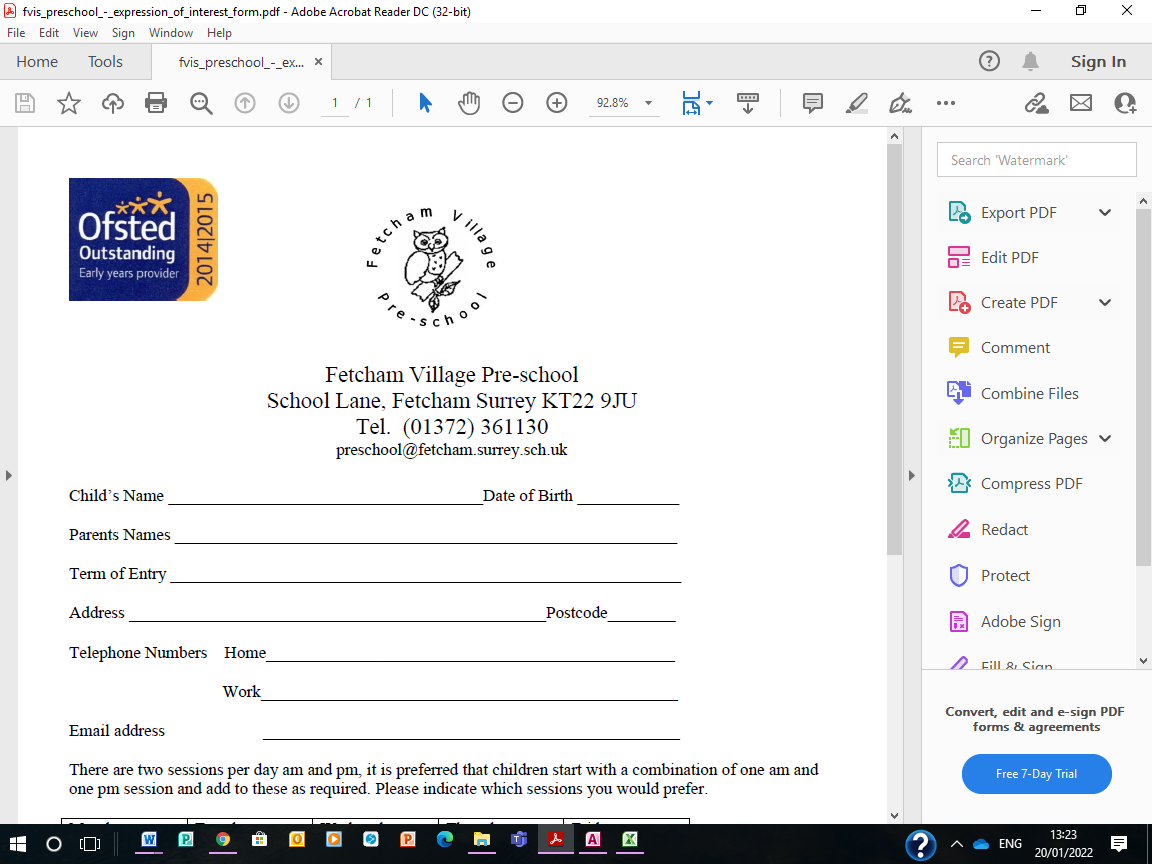 fvis_preschool_-_expression_of_interest_form.pdf - Adobe Acrobat Reader DC (32-bit)
File Edit View Sign Window Help
Home Tools fvis_preschool_-_ex... × Sign In
1 / 1 92.8%
Search 'Watermark'
Export PDF
Edit PDF
Create PDF
Comment
Combine Files
Organize Pages
Compress PDF
Redact
Protect
Adobe Sign
Fill & Sign
Convert, edit and e-sign PDF
forms & agreements
Free 7-Day Trial
Ofsted
Outstanding
Early years provider
2014|2015
Fetcham Village
Pre-school
Fetcham Village Pre-school
School Lane, Fetcham Surrey KT22 9JU
Tel. (01372) 361130
preschool@fetcham.surrey.sch.uk
Child's Name Date of Birth
Parents Names
Term of Entry
Address Postcode
Telephone Numbers Home
Work
Email address
There are two sessions per day am and pm, it is preferred that children start with a combination of one am and
one pm session and add to these as required. Please indicate which sessions you would prefer.
ENG
13:23
20/01/2022